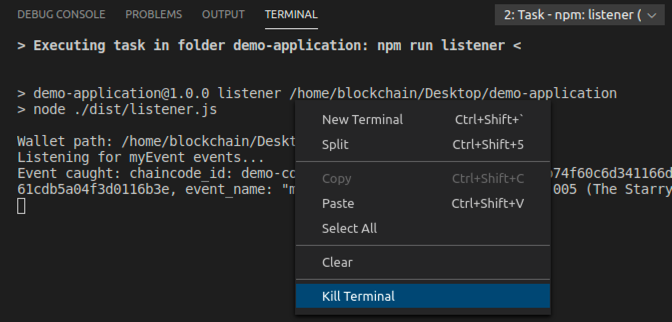 DEBUG CONSOLE PROBLEMS OUTPUT TERMINAL 2: Task - npm: listener (
> Executing task in folder demo-application: npm run listener <
> demo-application@1.0.0 listener /home/blockchain/Desktop/demo-application
> node ./dist/listener.js
Wallet path: /home/blockchain/Deskt
Listening for myEvent events...
Event caught: chaincode_id: demo-co 74f60c6d341166d
61cdb5a04f3d0116b3e, event_name: "m 005 (The Starry
New Terminal Ctrl+Shift+`
Split Ctrl+Shift+5
Copy Ctrl+Shift+C
Paste Ctrl+Shift+V
Select All
Clear
Kill Terminal